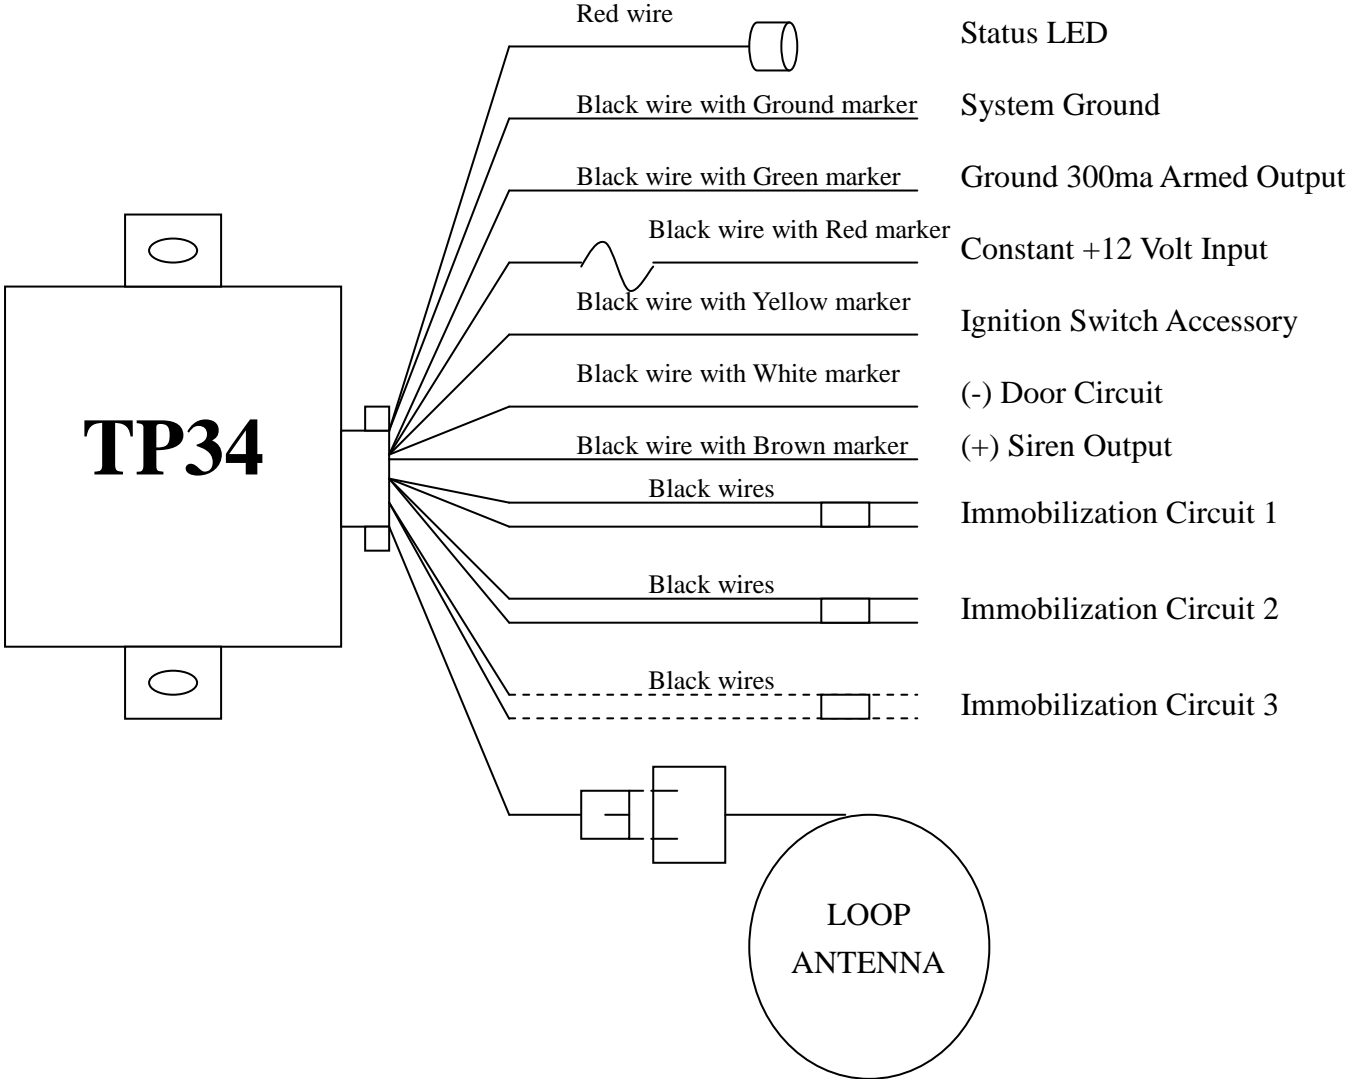 Red wire
Status LED
Black wire with Ground marker
System Ground
Black wire with Green marker
Ground 300ma Armed Output
Black wire with Red marker
Constant +12 Volt Input
Black wire with Yellow marker
Ignition Switch Accessory
Black wire with White marker
(-) Door Circuit
Black wire with Brown marker
(+) Siren Output
TP34
Black wires
Immobilization Circuit 1
Black wires
Immobilization Circuit 2
Black wires
Immobilization Circuit 3
LOOP
ANTENNA